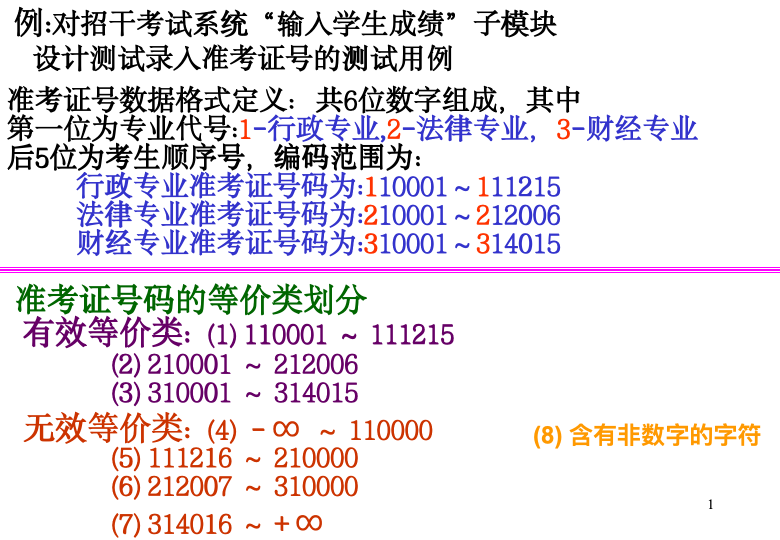 例:对招干考试系统“输入学生成绩”子模块
设计测试录入准考证号的测试用例
准考证号数据格式定义：共6位数字组成，其中
第一位为专业代号:1-行政专业,2-法律专业，3-财经专业
后5位为考生顺序号，编码范围为：
行政专业准考证号码为:110001～111215
法律专业准考证号码为:210001～212006
财经专业准考证号码为:310001～314015
准考证号码的等价类划分
有效等价类：(1) 110001 ～ 111215
(2) 210001 ～ 212006
(3) 310001 ～ 314015
无效等价类：(4) －∞ ～ 110000
(8) 含有非数字的字符
(5) 111216 ～ 210000
(6) 212007 ～ 310000
(7) 314016 ～ +∞
1